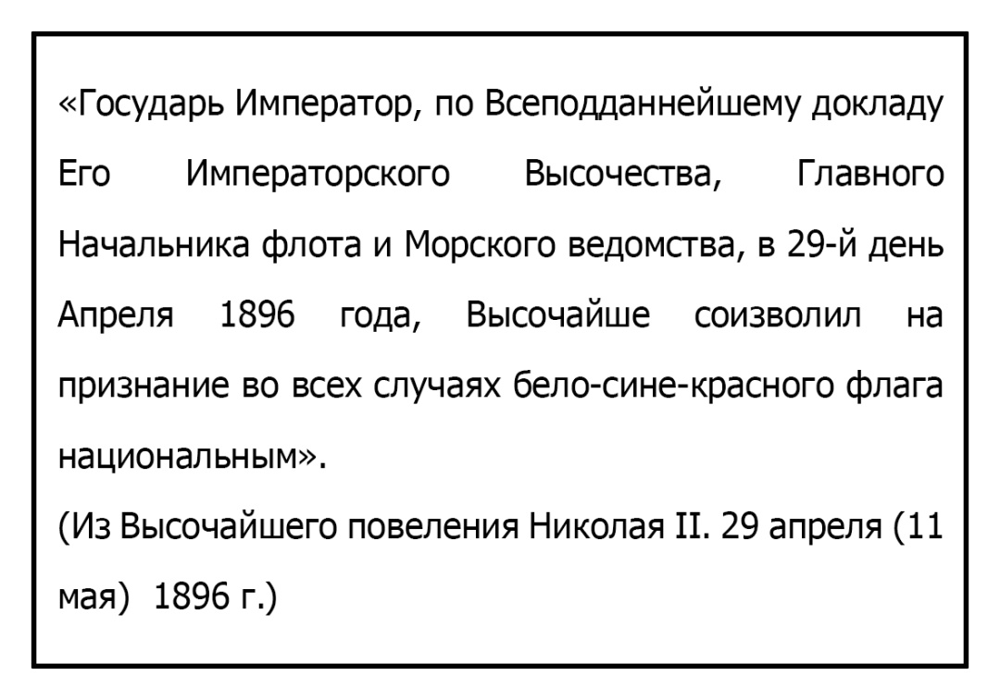 «Государь Император, по Всеподданнейшему докладу
Его Императорского Высочества, Главного
Начальника флота и Морского ведомства, в 29-й день
Апреля 1896 года, Высочайше соизволил на
признание во всех случаях бело-сине-красного флага
национальным».
(Из Высочайшего повеления Николая II. 29 апреля (11
мая) 1896 г.)